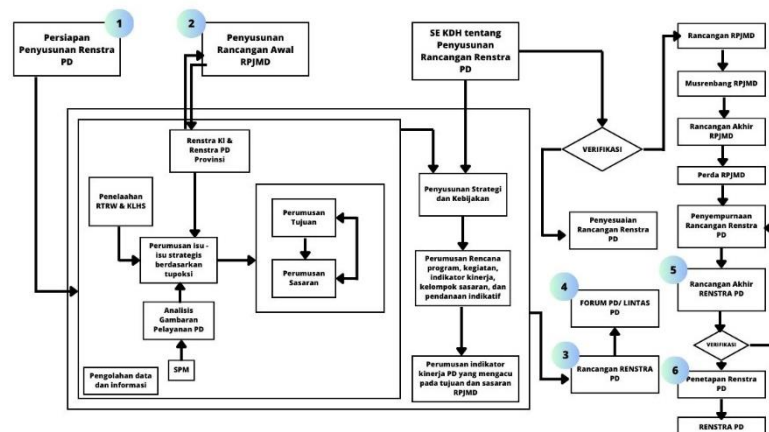 1
Persiapan
Penyusunan Renstra
PD
2
Penyusunan
Rancangan Awal
RPJMD
SE KDH tentang
Penyusunan
Rancangan Renstra
PD
Rancangan RPJMD
Musrenbang RPJMD
Rancangan Akhir
RPJMD
Perda RPJMD
VERIFIKASI
Renstra KI &
Renstra PD
Provinsi
Penelaahan
RTRW & KLHS
Perumusan isu -
isu strategis
berdasarkan
tupoksi
Analisis
Gambaran
Pelayanan PD
SPM
Pengolahan data
dan informasi
Perumusan
Tujuan
Perumusan
Sasaran
Penyusunan Strategi
dan Kebijakan
Perumusan Rencana
program, kegiatan,
indikator kinerja,
kelompok sasaran, dan
pendanaan indikatif
Perumusan indikator
kinerja PD yang mengacu
pada tujuan dan sasaran
RPJMD
Penyesuaian
Rancangan Renstra
PD
4
FORUM PD/ LINTAS
PD
3
Rancangan RENSTRA
PD
Penyempurnaan
Rancangan Renstra
PD
5
Rancangan Akhir
RENSTRA PD
VERIFIKASI
6
Penetapan Renstra
PD
RENSTRA PD